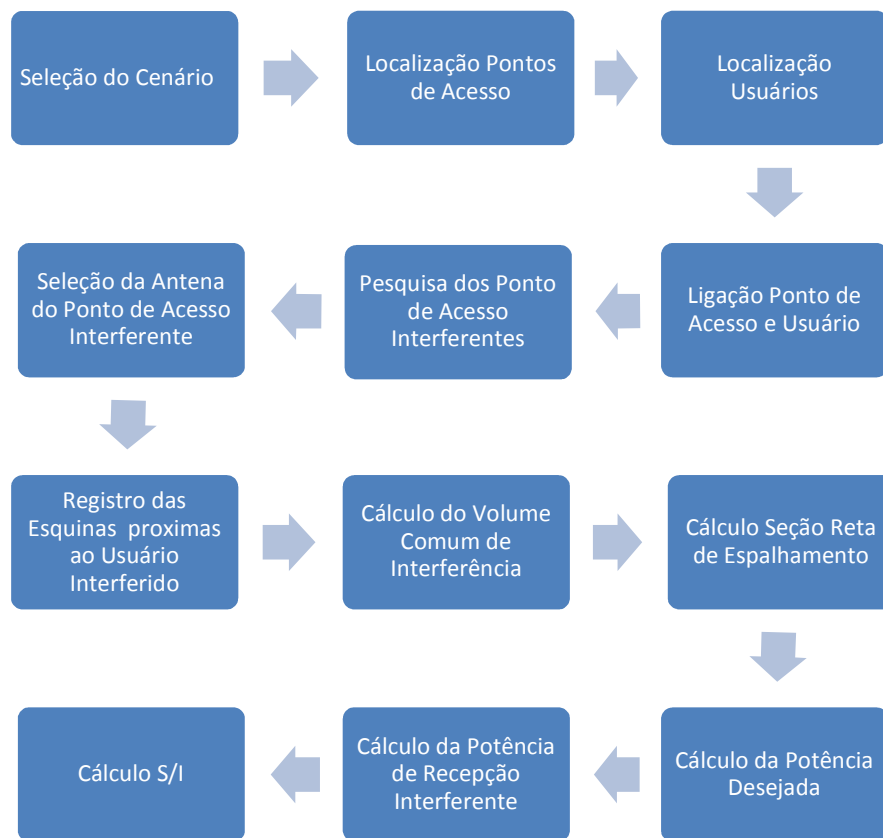 Seleção do Cenário
Localização Pontos
de Acesso
Localização
Usuários
Ligação Ponto de
Acesso e Usuário
Pesquisa dos Ponto
de Acesso
Interferentes
Seleção da Antena
do Ponto de Acesso
Interferente
Registro das
Esquinas proximas
ao Usuário
Interferido
Cálculo do Volume
Comum de
Interferência
Cálculo Seção Reta
de Espalhamento
Cálculo da Potência
Desejada
Cálculo da Potência
de Recepção
Interferente
Cálculo S/I